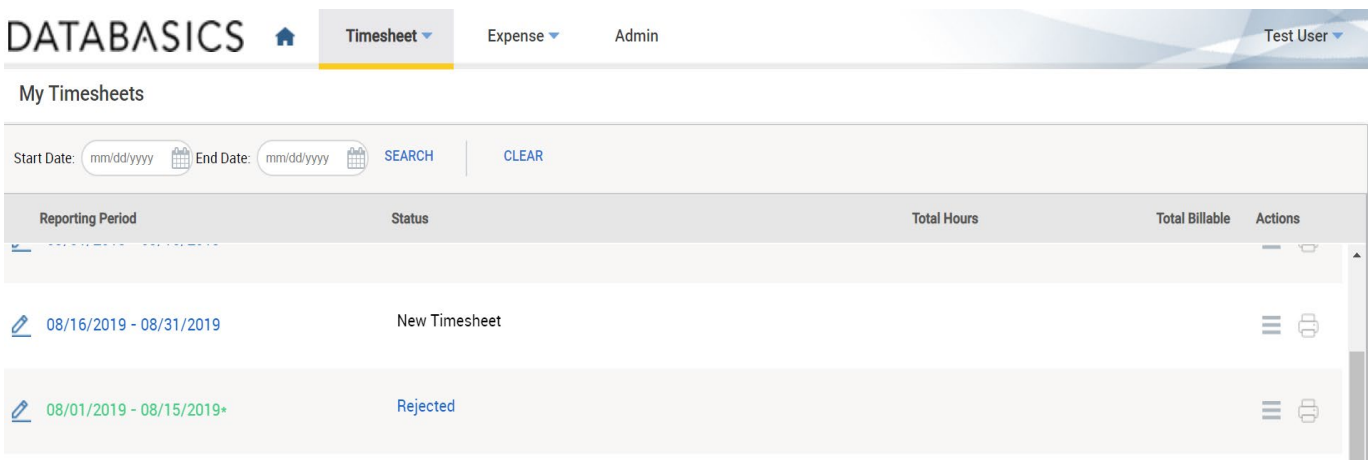 DATABASICS Timesheet Expense Admin Test User
My Timesheets
Start Date: mm/dd/yyyy End Date: mm/dd/yyyy SEARCH CLEAR
Reporting Period Status Total Hours Total Billable Actions
08/16/2019 - 08/31/2019 New Timesheet
08/01/2019 - 08/15/2019* Rejected